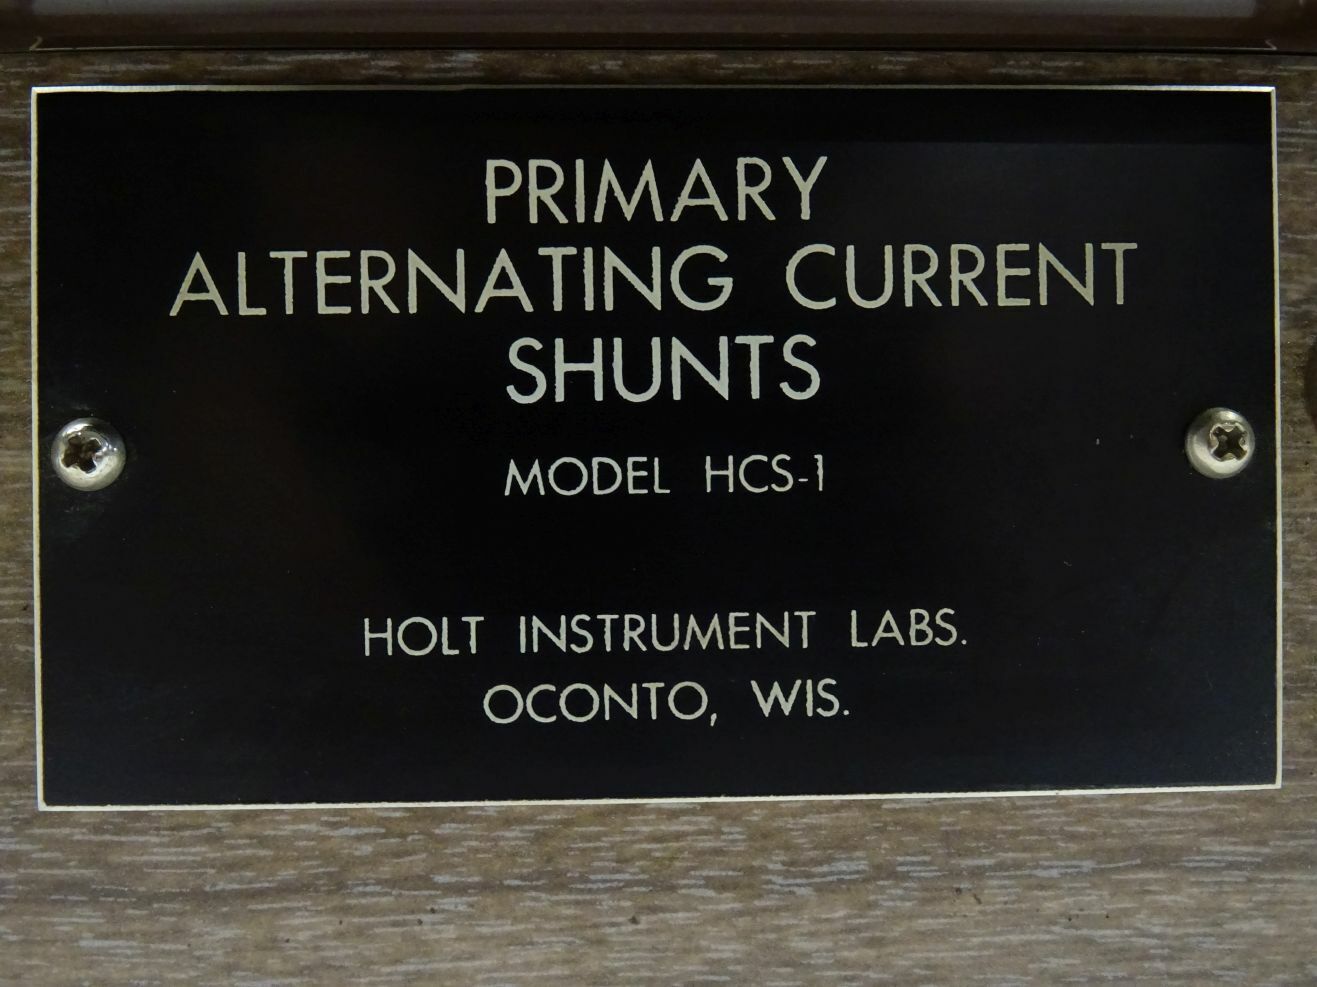 PRIMARY
ALTERNATING CURRENT
SHUNTS
MODEL HCS-1
HOLT INSTRUMENT LABS.
OCONTO, WIS.